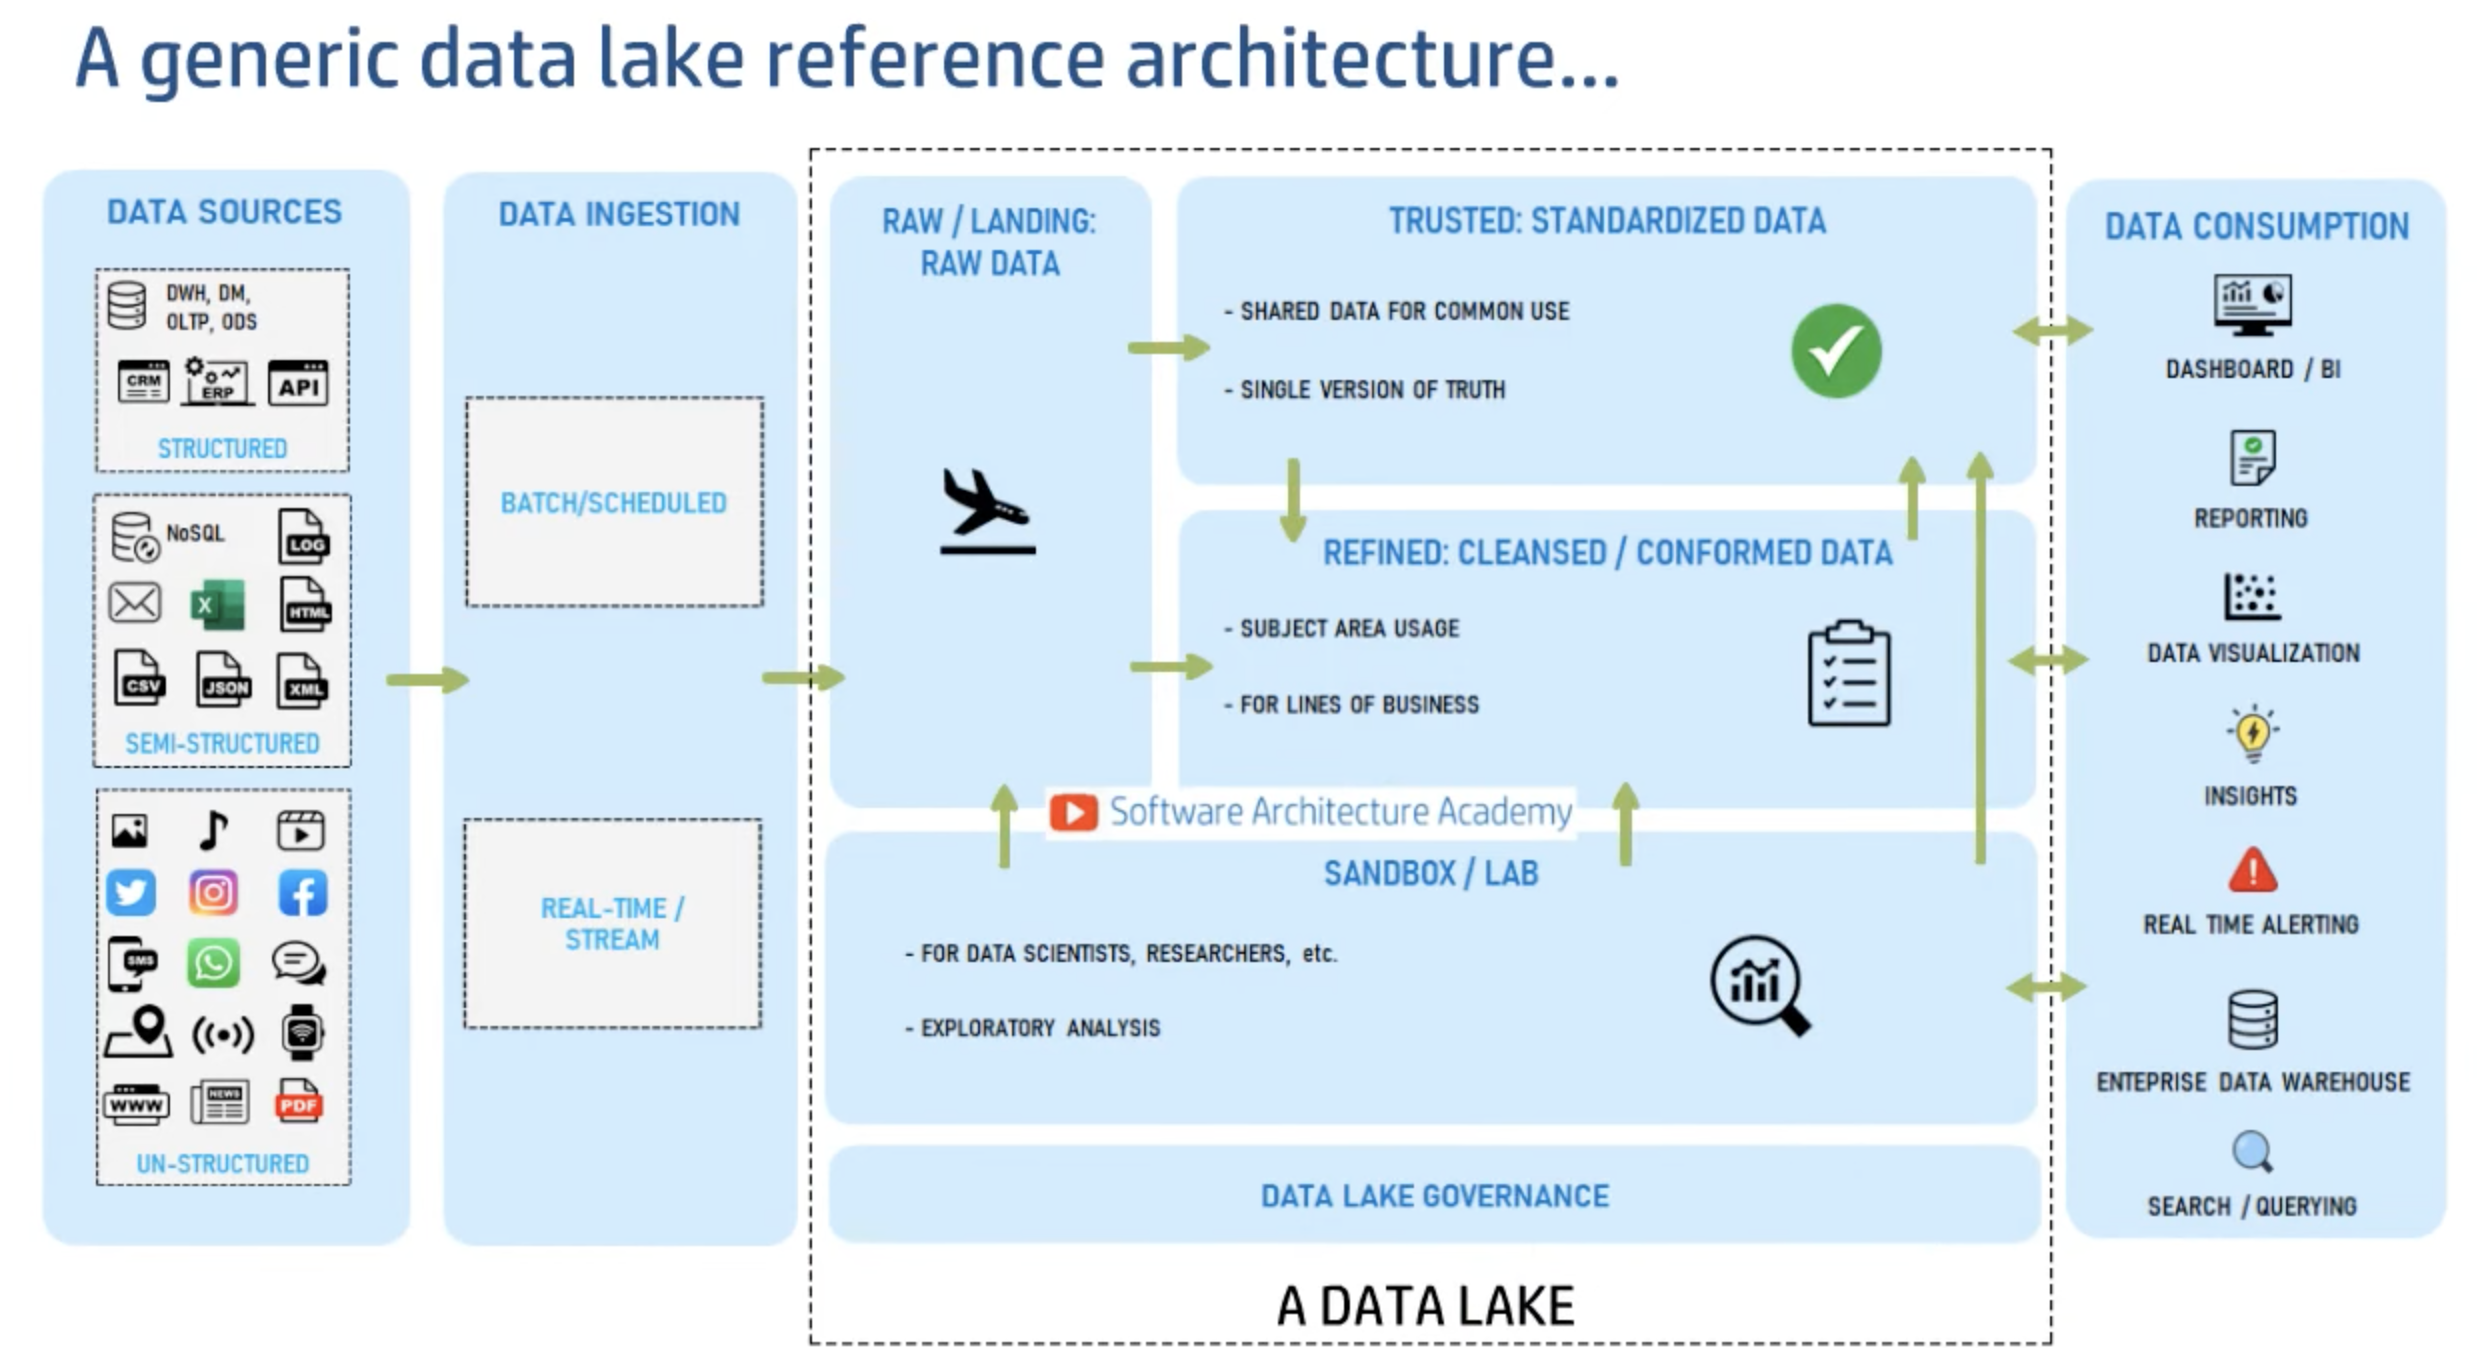 A generic data lake reference architecture...
DATA SOURCES
DWH, DM,
OLTP, ODS
CRM
ERP
API
STRUCTURED
NoSQL
LOG
X
HTML
CSV
JSON
XML
SEMI-STRUCTURED
SMS
WWW
NEWS
PDF
UN-STRUCTURED
DATA INGESTION
BATCH/SCHEDULED
REAL-TIME /
STREAM
RAW / LANDING:
RAW DATA
TRUSTED: STANDARDIZED DATA
- SHARED DATA FOR COMMON USE
- SINGLE VERSION OF TRUTH
REFINED: CLEANSED / CONFORMED DATA
- SUBJECT AREA USAGE
- FOR LINES OF BUSINESS
Software Architecture Academy
SANDBOX / LAB
- FOR DATA SCIENTISTS, RESEARCHERS, etc.
- EXPLORATORY ANALYSIS
DATA LAKE GOVERNANCE
A DATA LAKE
DATA CONSUMPTION
DASHBOARD / BI
REPORTING
DATA VISUALIZATION
INSIGHTS
REAL TIME ALERTING
ENTEPRISE DATA WAREHOUSE
SEARCH / QUERYING